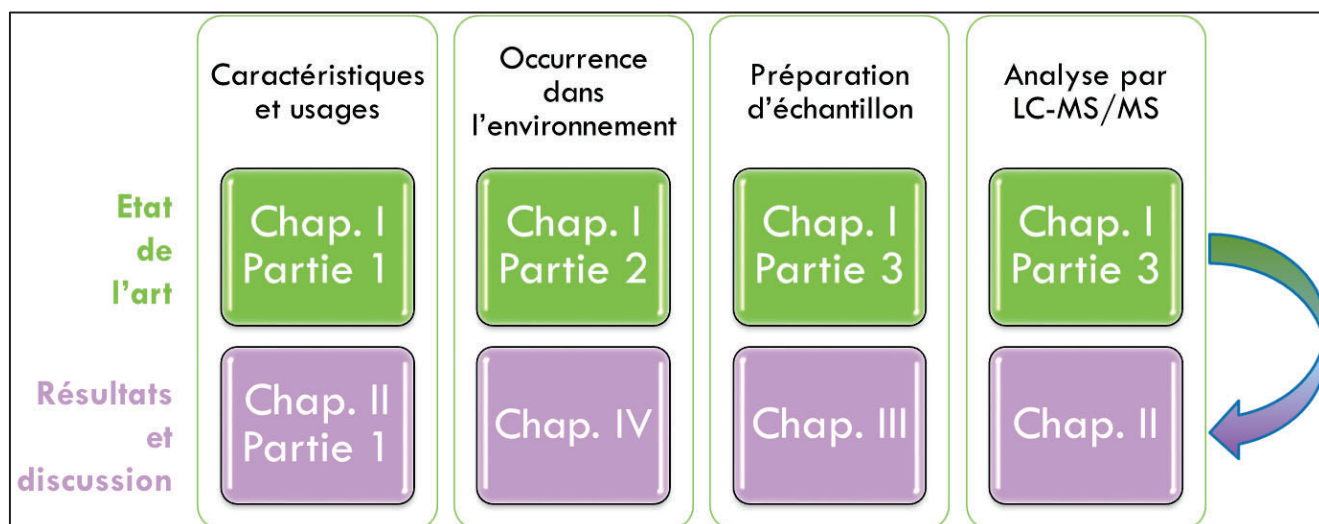 Caractéristiques
et usages
Occurrence
dans
l’environnement
Préparation
d’échantillon
Analyse par
LC-MS/MS
Etat
de
l’art
Chap. I
Partie 1
Chap. I
Partie 2
Chap. I
Partie 3
Chap. I
Partie 3
Résultats
et
discussion
Chap. II
Partie 1
Chap. IV
Chap. III
Chap. II